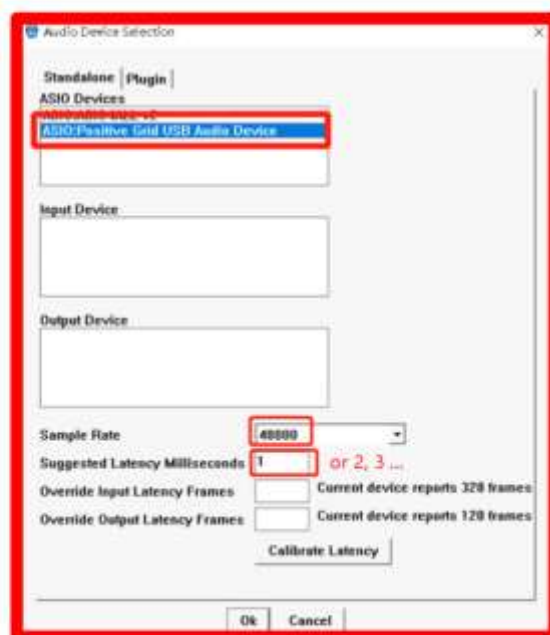 Audio Device Selection
Standalone Plugin
ASIO Devices
ASIO:Positive Grid USB Audio Device
Input Device
Output Device
Sample Rate 48000
Suggested Latency Milliseconds 1 or 2, 3 ...
Override Input Latency Frames Current device reports 328 frames
Override Output Latency Frames Current device reports 128 frames
Calibrate Latency
Ok Cancel